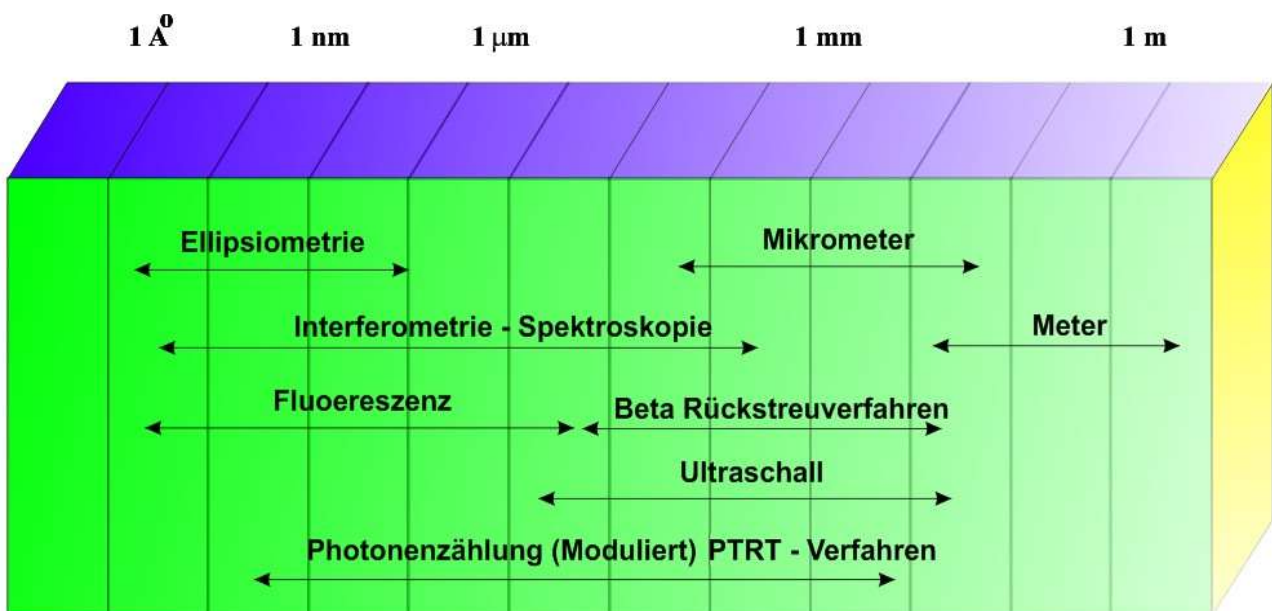 1 A° 1 nm 1 µm 1 mm 1 m
Ellipsiometrie Mikrometer
Interferometrie - Spektroskopie Meter
Fluoereszenz Beta Rückstreuverfahren
Ultraschall
Photonenzählung (Moduliert) PTRT - Verfahren